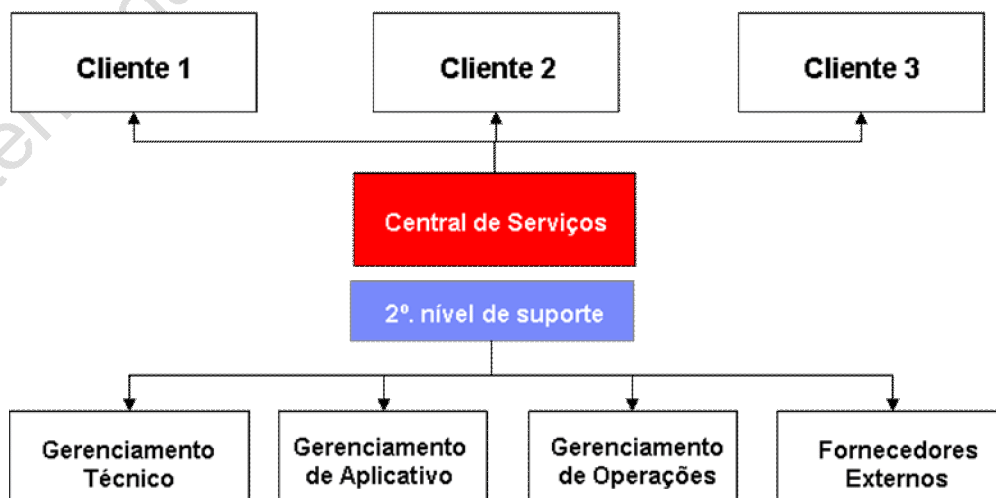 Cliente 1
Cliente 2
Cliente 3
Central de Serviços
2º. nível de suporte
Gerenciamento
Técnico
Gerenciamento
de Aplicativo
Gerenciamento
de Operações
Fornecedores
Externos